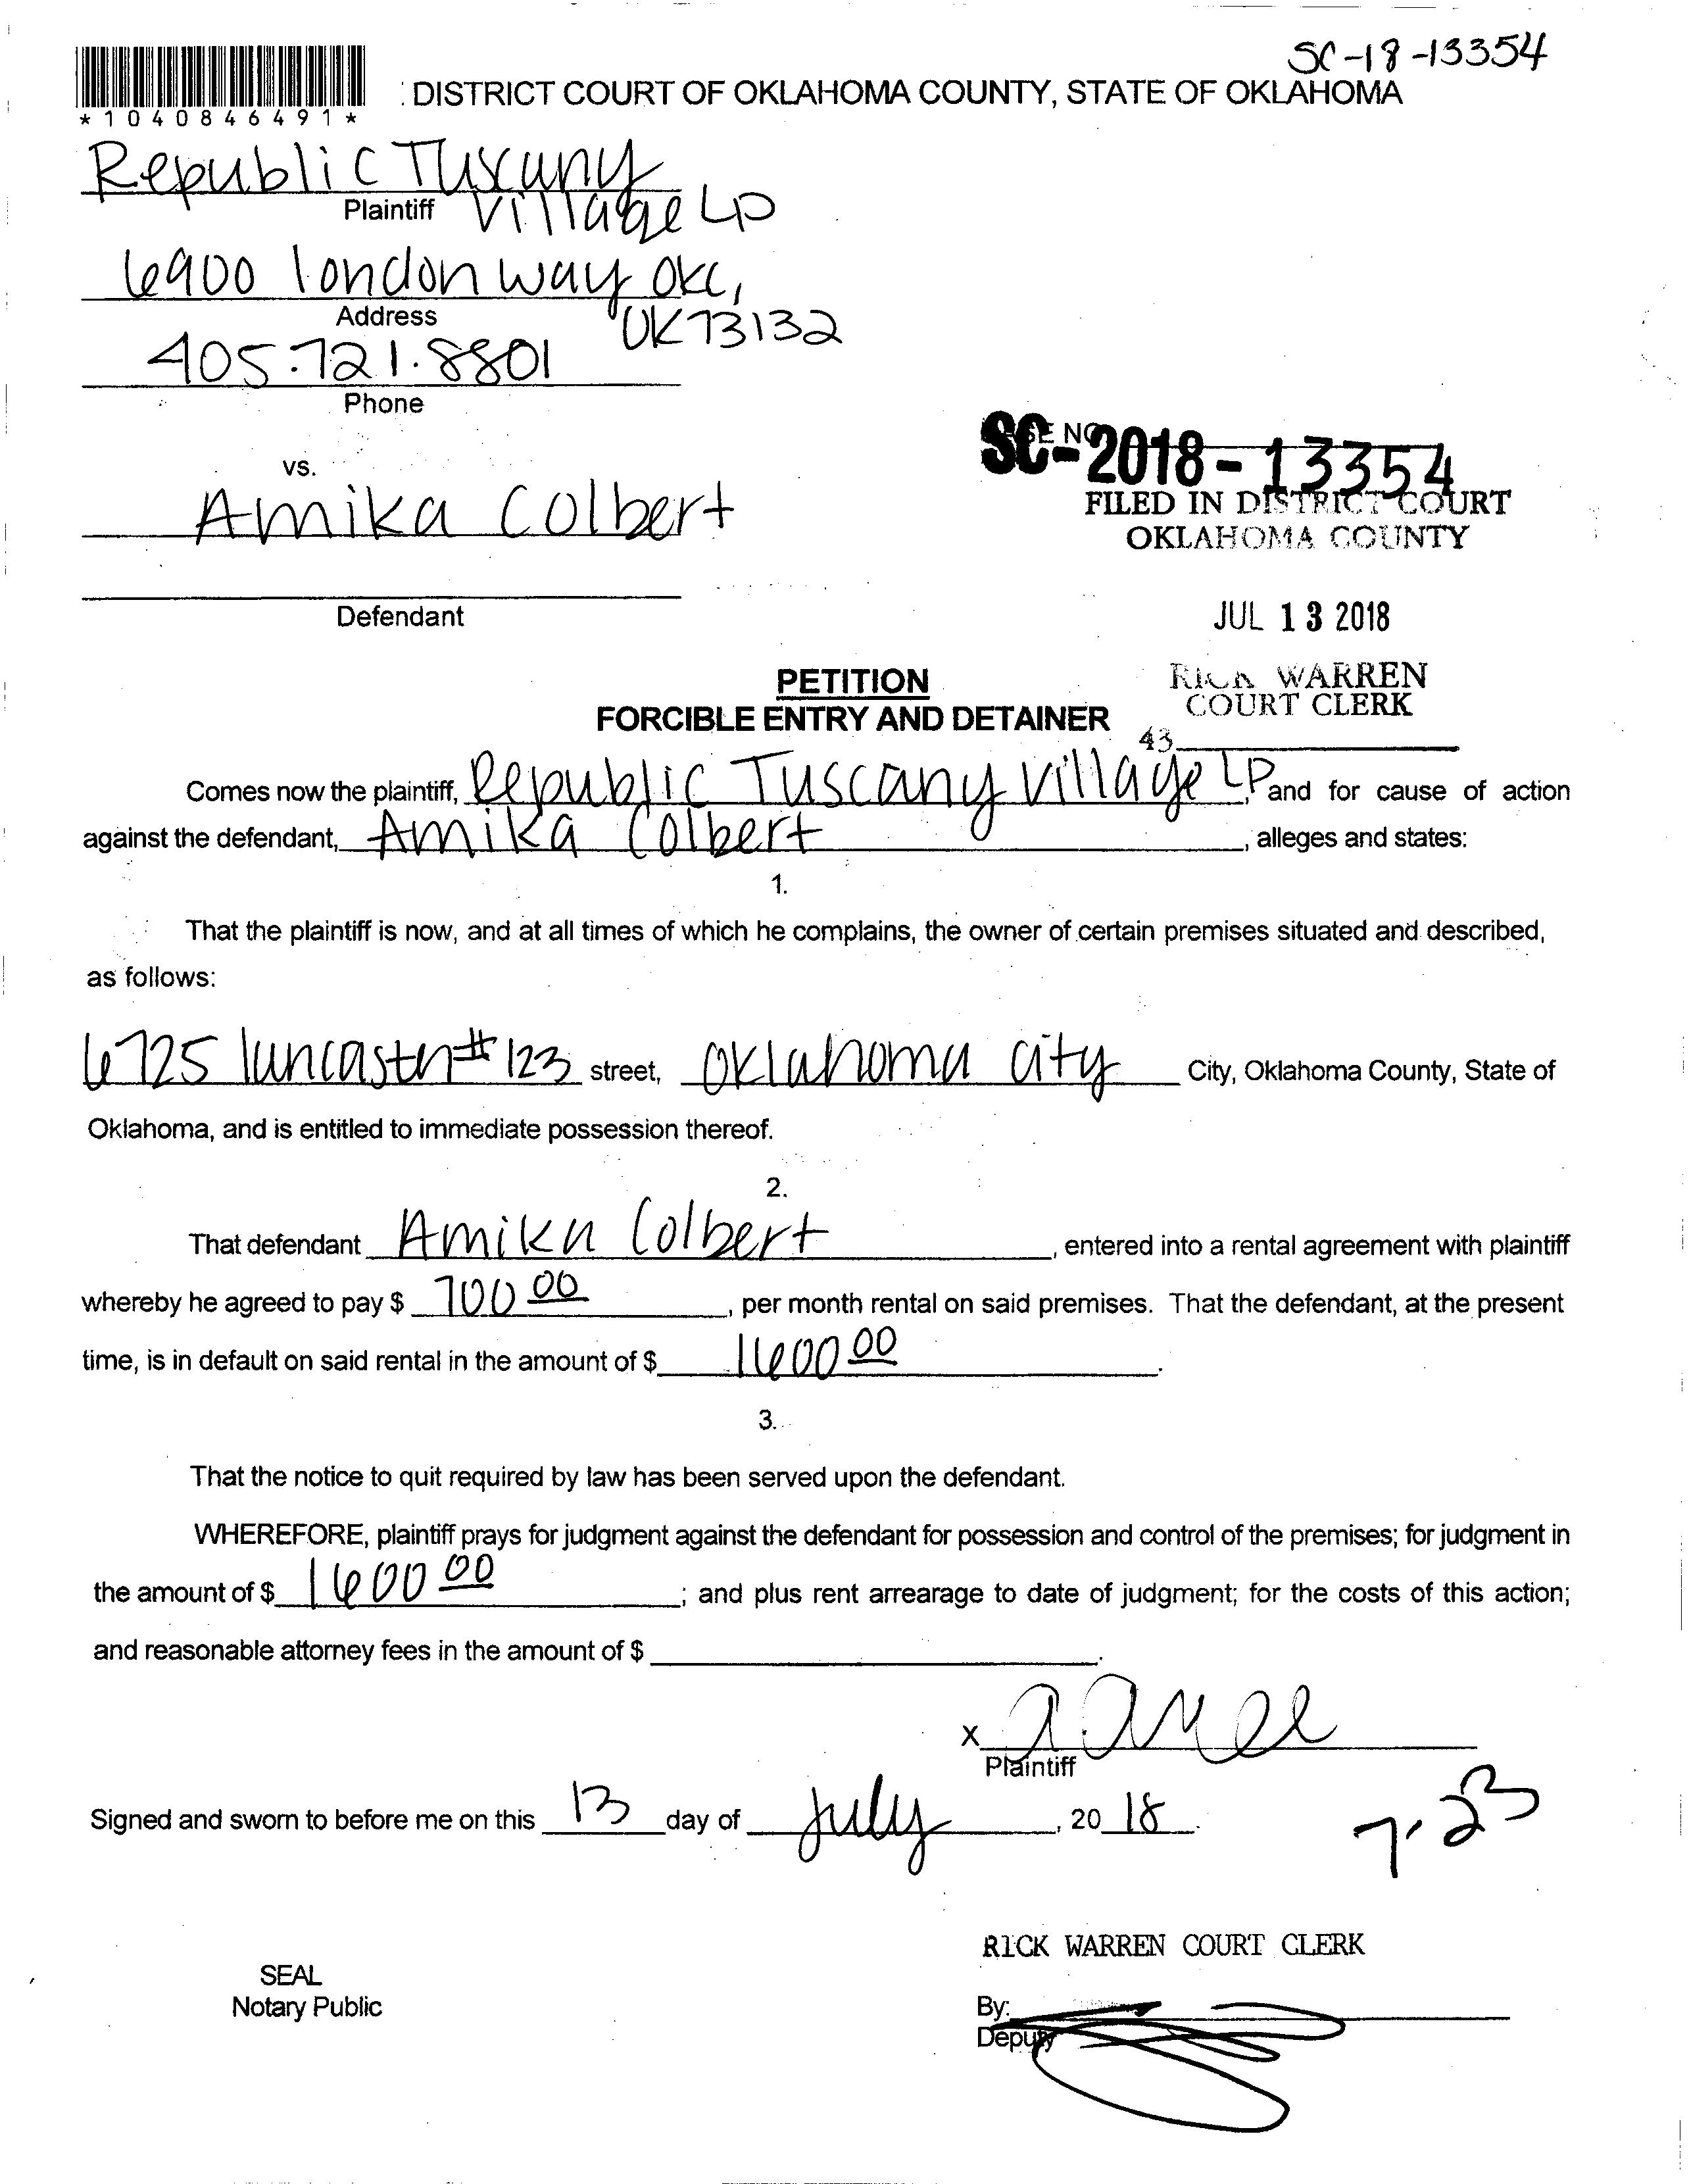 SC-18-13354
DISTRICT COURT OF OKLAHOMA COUNTY, STATE OF OKLAHOMA
*1040846491*
Republic Tuscany
Plaintiff Village LP
6900 london way OKC,
Address OK 73132
405.721.8801
Phone
SC-2018-13354
vs.
FILED IN DISTRICT COURT
Amika Colbert
OKLAHOMA COUNTY
Defendant
JUL 13 2018
PETITION
RICK WARREN
COURT CLERK
FORCIBLE ENTRY AND DETAINER
43
Comes now the plaintiff, Republic Tuscany Village LP, and for cause of action
against the defendant, Amika Colbert, alleges and states:
1.
That the plaintiff is now, and at all times of which he complains, the owner of certain premises situated and described,
as follows:
6725 lancaster #123 street, Oklahoma city City, Oklahoma County, State of
Oklahoma, and is entitled to immediate possession thereof.
2.
That defendant Amika Colbert, entered into a rental agreement with plaintiff
whereby he agreed to pay $ 700 00, per month rental on said premises. That the defendant, at the present
time, is in default on said rental in the amount of $ 1600 00.
3.
That the notice to quit required by law has been served upon the defendant.
WHEREFORE, plaintiff prays for judgment against the defendant for possession and control of the premises; for judgment in
the amount of $ 1600 00; and plus rent arrearage to date of judgment; for the costs of this action;
and reasonable attorney fees in the amount of $
X
Plaintiff
Signed and sworn to before me on this 13 day of July, 2018.
7.23
RICK WARREN COURT CLERK
SEAL
Notary Public
By:
Deputy